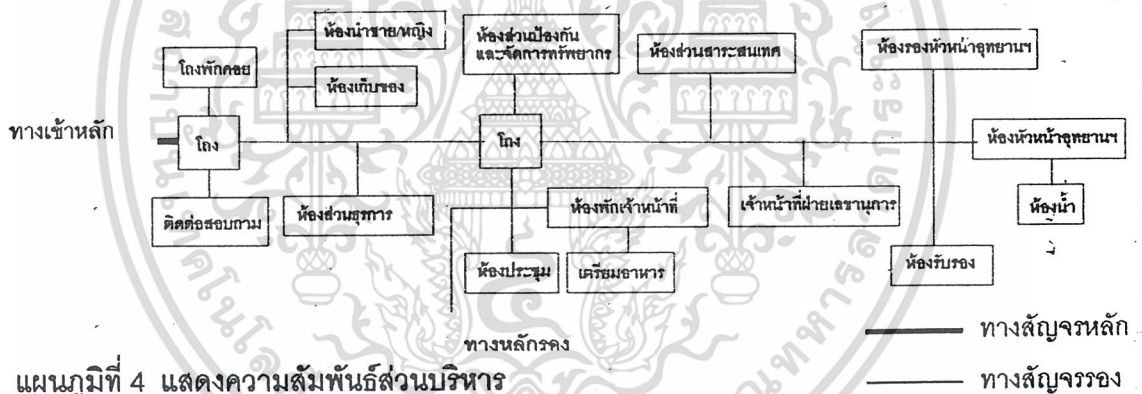 ห้องน้ำชาย/หญิง
ห้องส่วนป้องกัน
และจัดการทรัพยากร
ห้องส่วนสาระสนเทศ
ห้องรองหัวหน้าอุทยานฯ
โถงพักคอย
ห้องเก็บของ
ทางเข้าหลัก
โถง
โถง
ห้องหัวหน้าอุทยานฯ
ติดต่อสอบถาม
ห้องส่วนธุรการ
ห้องพักเจ้าหน้าที่
เจ้าหน้าที่ฝ่ายเลขานุการ
ห้องน้ำ
ห้องประชุม
เตรียมอาหาร
ห้องรับรอง
ทางหลักรอง
ทางสัญจรหลัก
แผนภูมิที่ 4 แสดงความสัมพันธ์ส่วนบริหาร
ทางสัญจรรอง